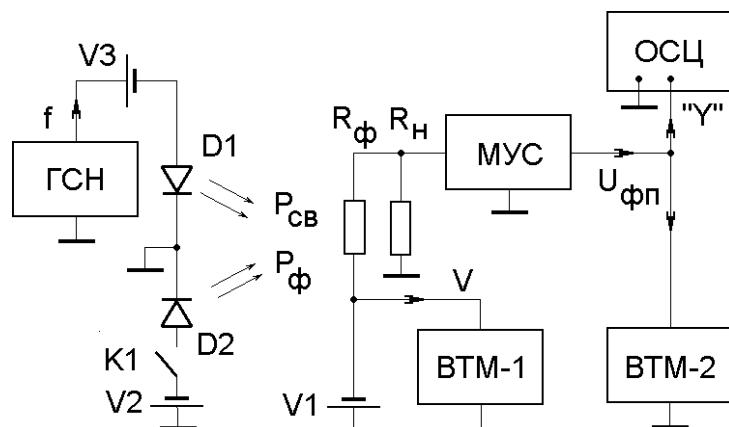 ОСЦ
V3
f
ГСН
D1
Rф
Rн
МУС
"Y"
Uфп
Pсв
Pф
V
D2
K1
V2
V1
ВТМ-1
ВТМ-2